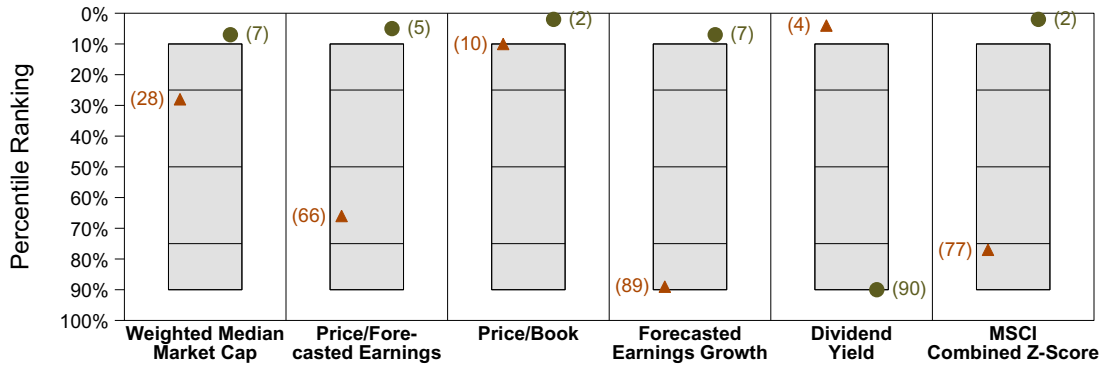 Percentile Ranking
0%
10%
20%
30%
40%
50%
60%
70%
80%
90%
100%
(7)
(28)
(5)
(66)
(2)
(10)
(7)
(89)
(4)
(90)
(2)
(77)
Weighted Median
Market Cap
Price/Fore-
casted Earnings
Price/Book
Forecasted
Earnings Growth
Dividend
Yield
MSCI
Combined Z-Score